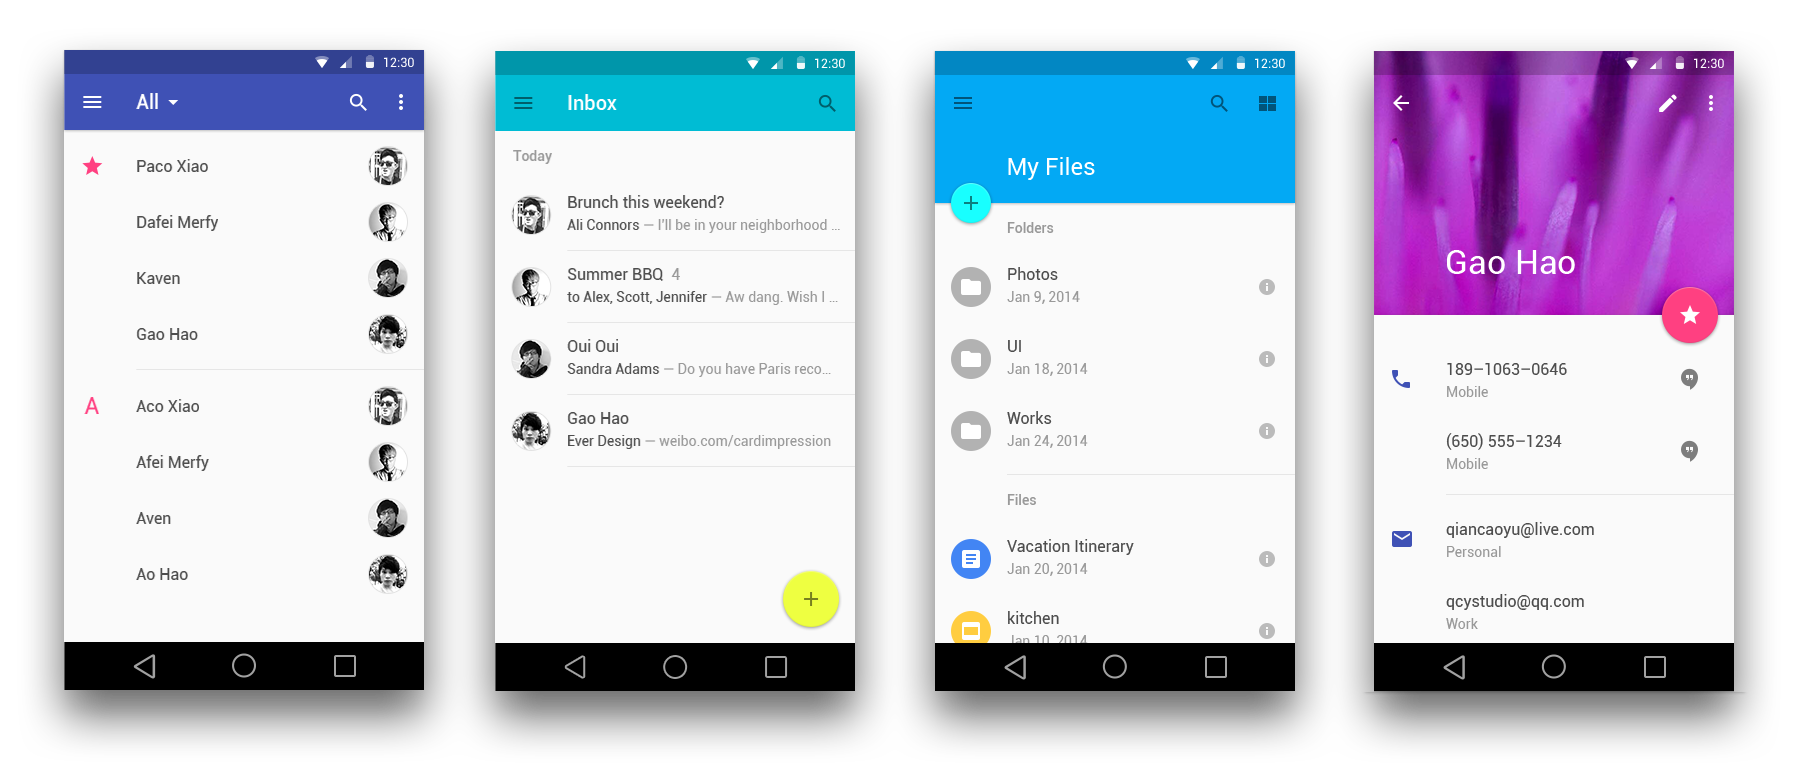 12:30
All
Paco Xiao
Dafei Merfy
Kaven
Gao Hao
A
Aco Xiao
Afei Merfy
Aven
Ao Hao
12:30
Inbox
Today
Brunch this weekend?
Ali Connors — I'll be in your neighborhood ...
Summer BBQ 4
to Alex, Scott, Jennifer — Aw dang. Wish I ...
Oui Oui
Sandra Adams — Do you have Paris reco...
Gao Hao
Ever Design — weibo.com/cardimpression
12:30
My Files
Folders
Photos
Jan 9, 2014
UI
Jan 18, 2014
Works
Jan 24, 2014
Files
Vacation Itinerary
Jan 20, 2014
kitchen
Jan 10, 2014
12:30
Gao Hao
189–1063–0646
Mobile
(650) 555–1234
Mobile
qiancaoyu@live.com
Personal
qcystudio@qq.com
Work